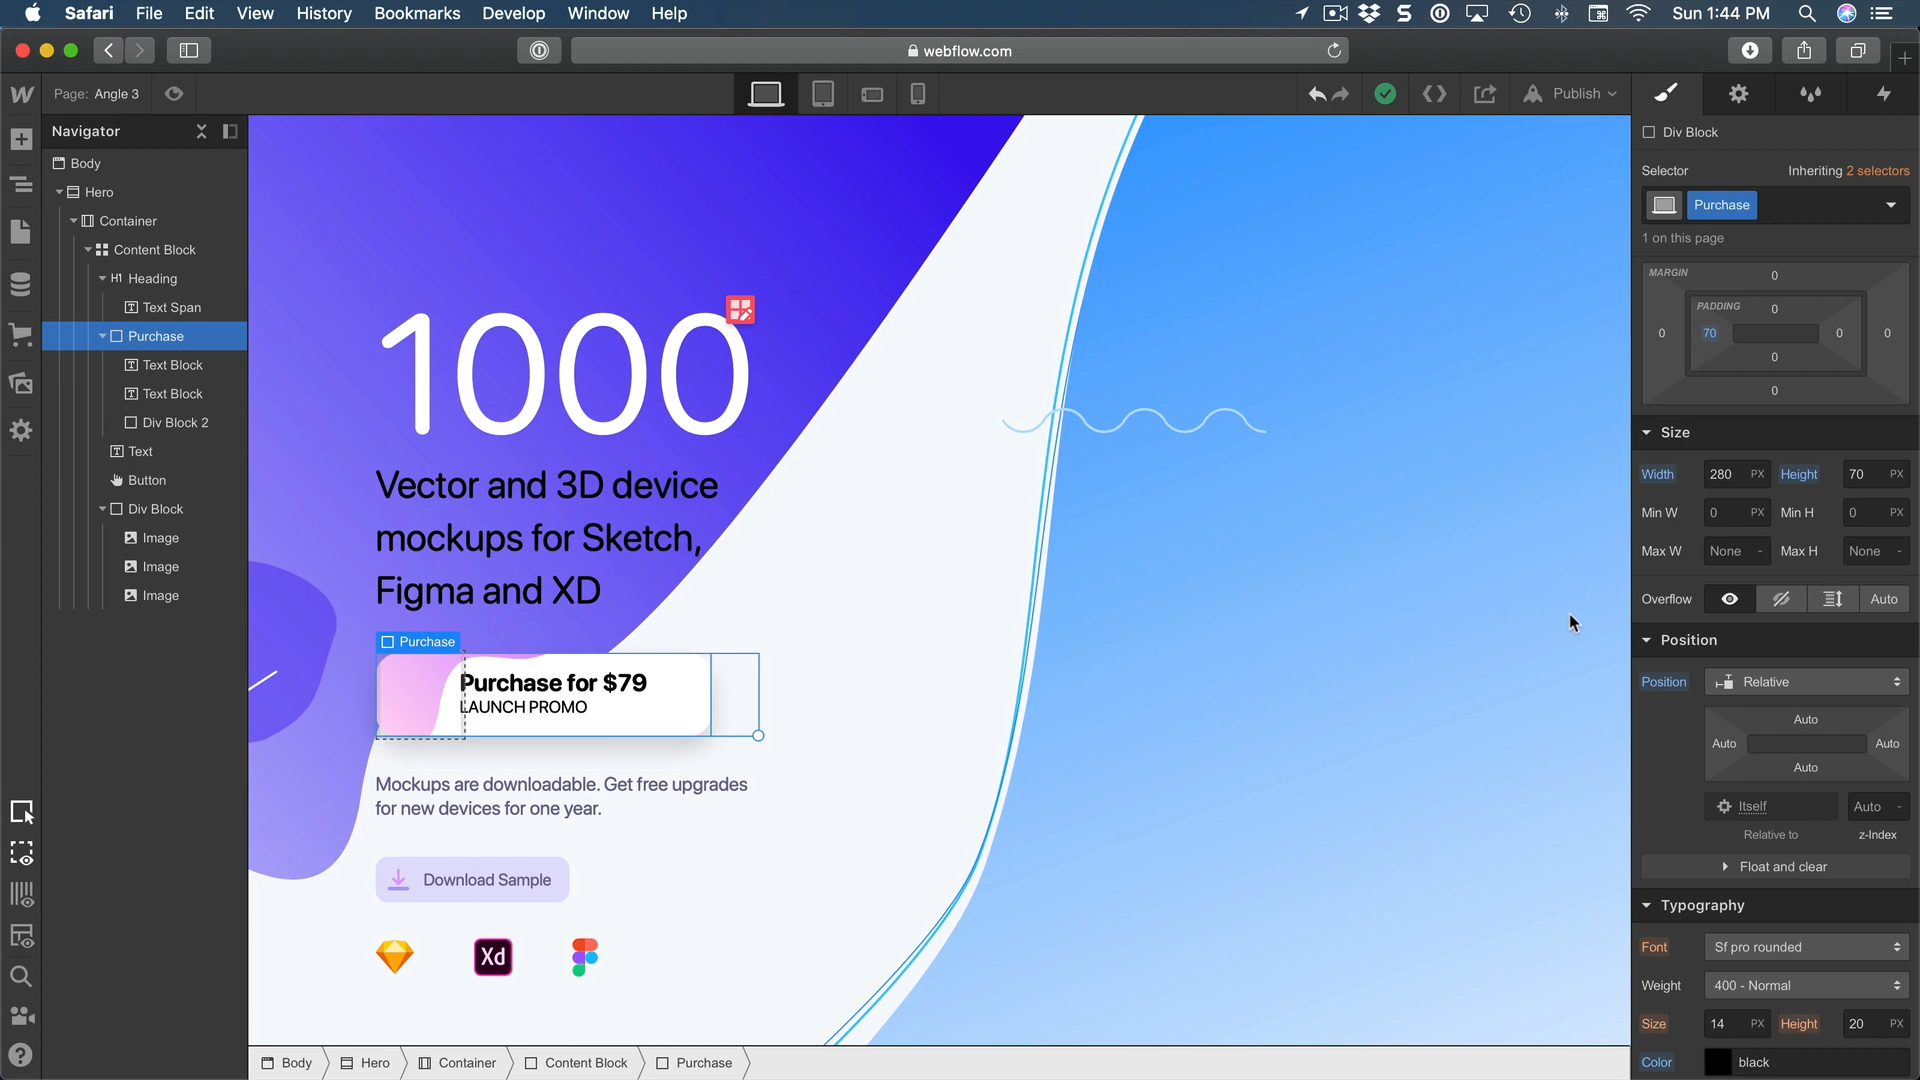 Safari File Edit View History Bookmarks Develop Window Help
Sun 1:44 PM
webflow.com
Page: Angle 3
Publish
Navigator
Body
Hero
Container
Content Block
H1 Heading
Text Span
Purchase
Text Block
Text Block
Div Block 2
Text
Button
Div Block
Image
Image
Image
1000
Vector and 3D device
mockups for Sketch,
Figma and XD
Purchase
Purchase for $79
LAUNCH PROMO
Mockups are downloadable. Get free upgrades
for new devices for one year.
Download Sample
Xd
Body Hero Container Content Block Purchase
Div Block
Selector Inheriting 2 selectors
Purchase
1 on this page
MARGIN 0
PADDING 0
0 70 0 0
0
0
Size
Width 280 PX Height 70 PX
Min W 0 PX Min H 0 PX
Max W None - Max H None -
Overflow Auto
Position
Position Relative
Auto
Auto Auto
Auto
Itself Auto -
Relative to z-Index
Float and clear
Typography
Font Sf pro rounded
Weight 400 - Normal
Size 14 PX Height 20 PX
Color black